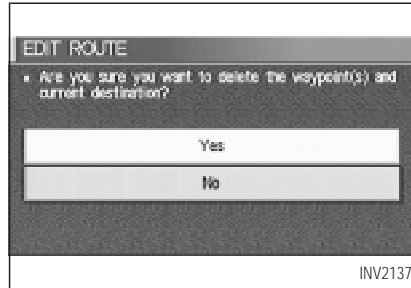 EDIT ROUTE
• Are you sure you want to delete the waypoint(s) and
current destination?
Yes
No
INV2137